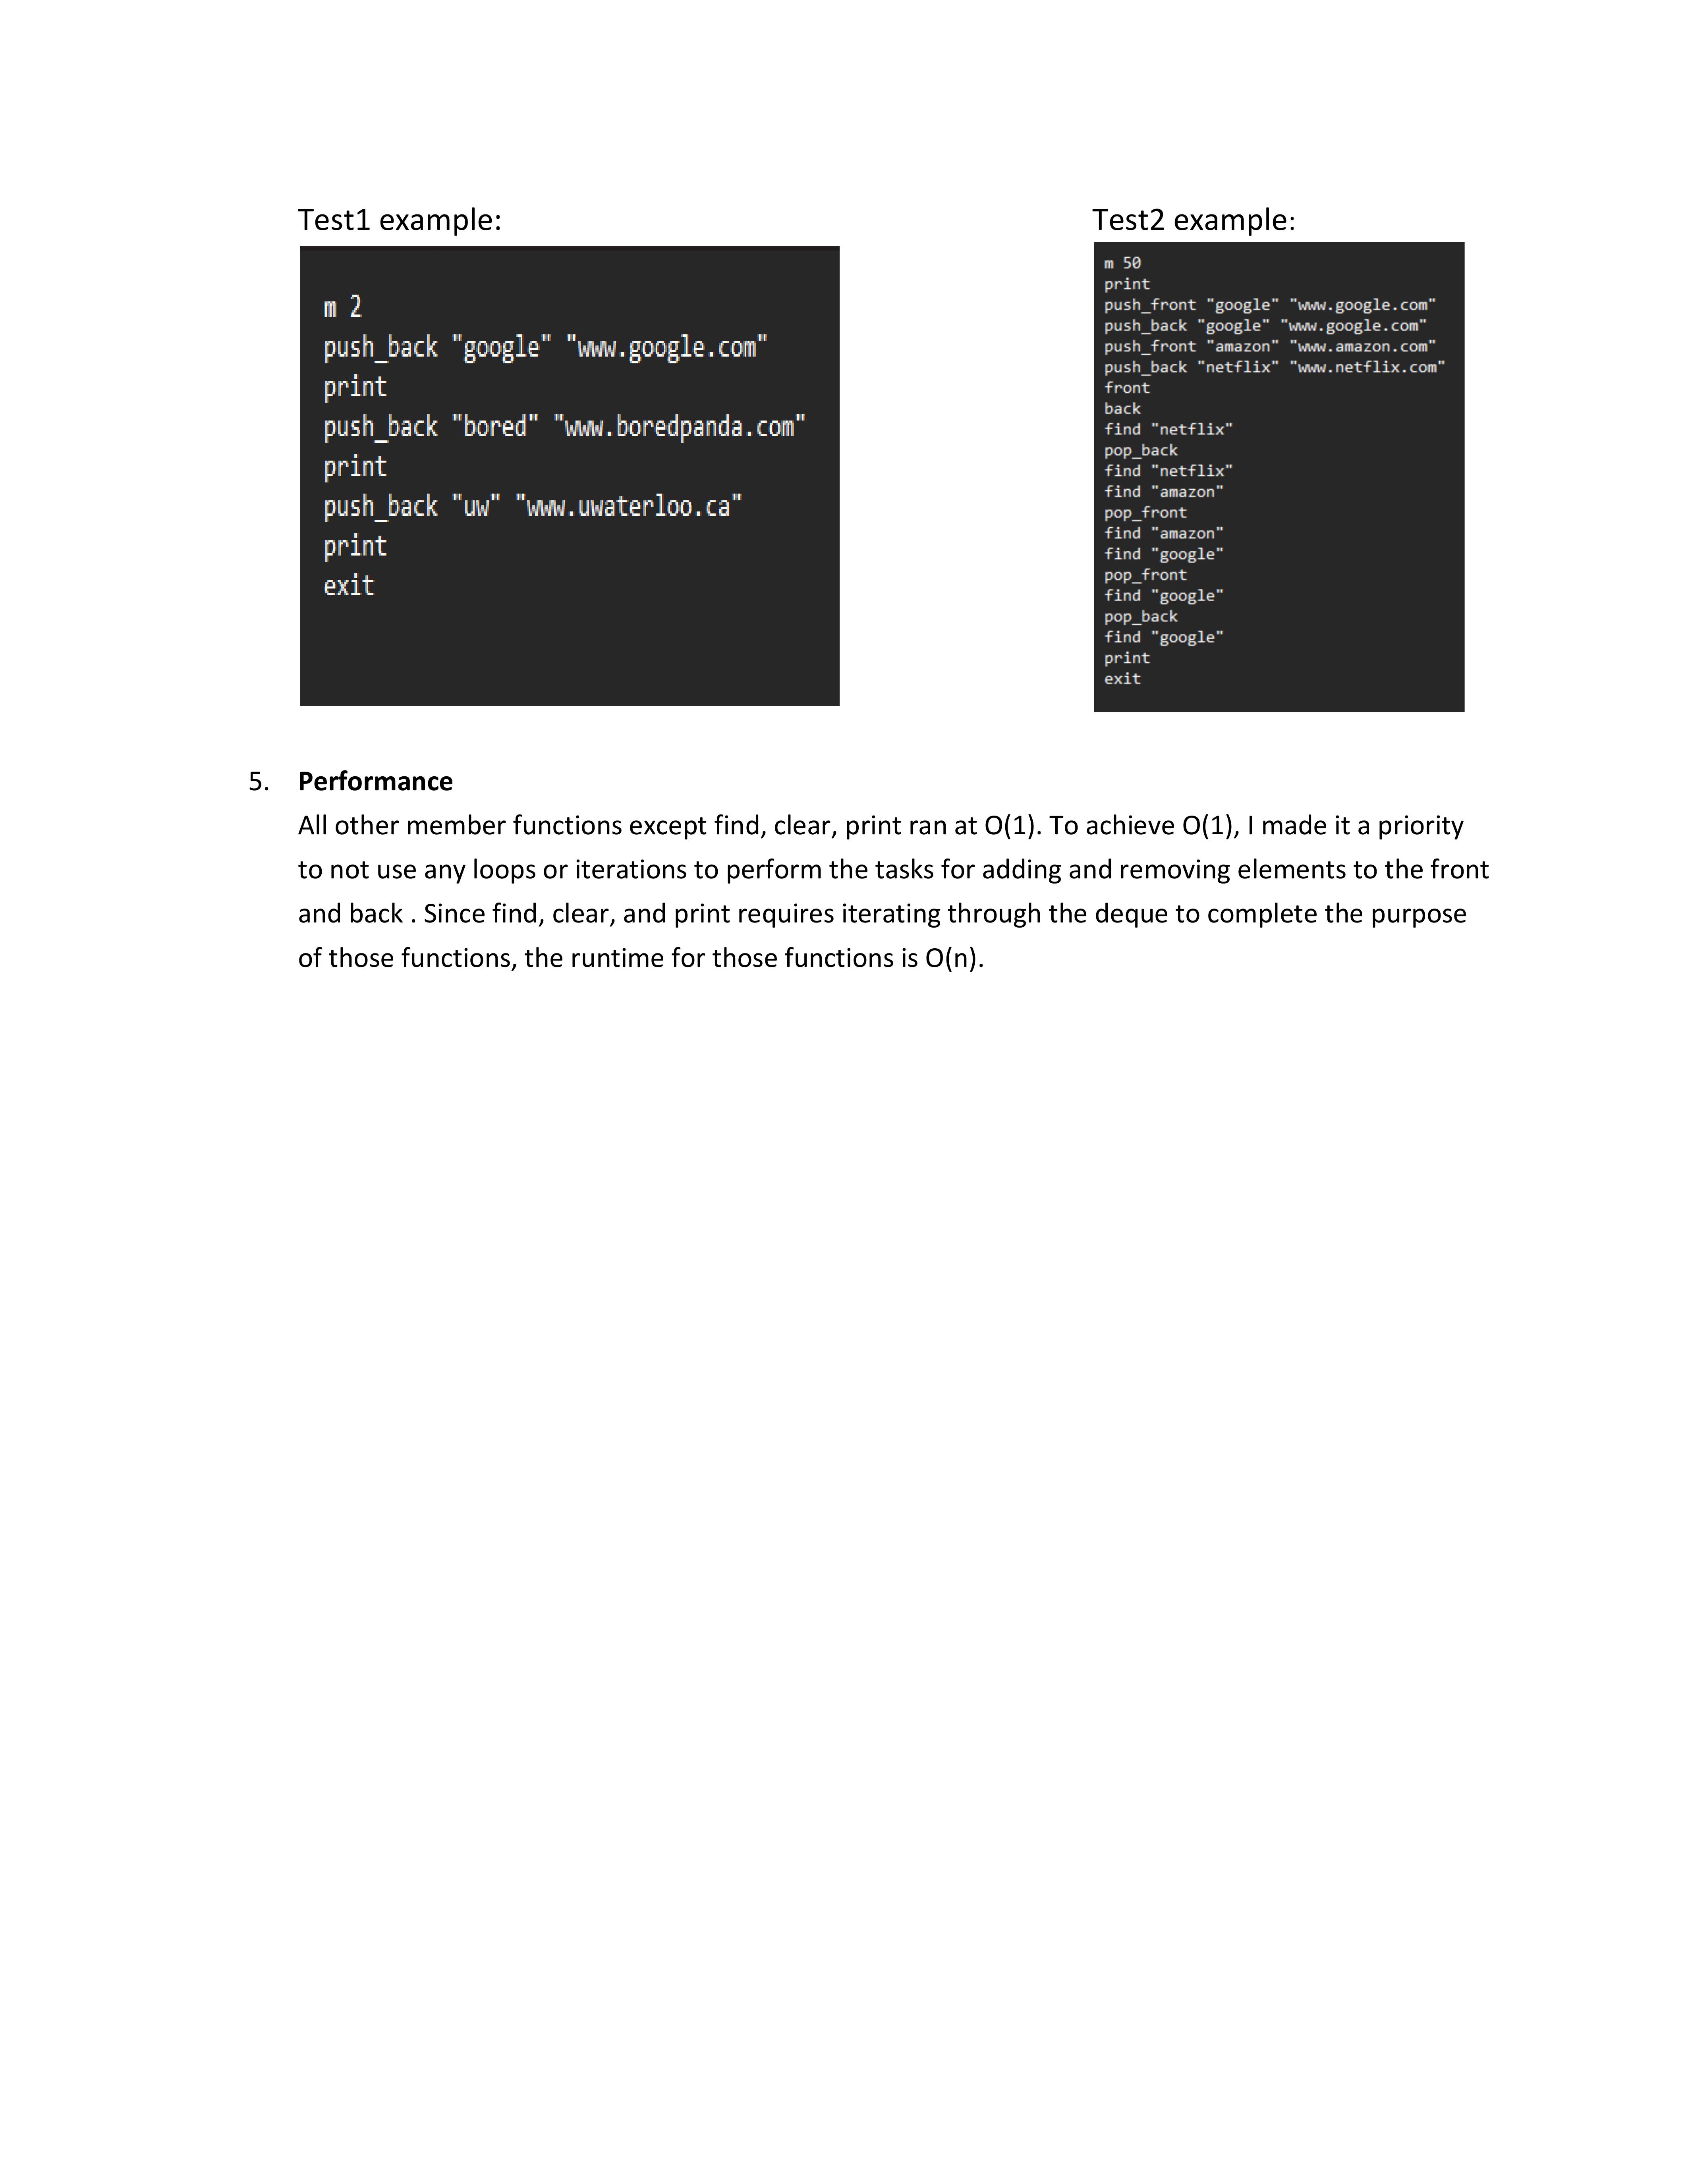 Test1 example:
m 2
push_back "google" "www.google.com"
print
push_back "bored" "www.boredpanda.com"
print
push_back "uw" "www.uwaterloo.ca"
print
exit
Test2 example:
m 50
print
push_front "google" "www.google.com"
push_back "google" "www.google.com"
push_front "amazon" "www.amazon.com"
push_back "netflix" "www.netflix.com"
front
back
find "netflix"
pop_back
find "netflix"
find "amazon"
pop_front
find "amazon"
find "google"
pop_front
find "google"
pop_back
find "google"
print
exit
5. Performance
All other member functions except find, clear, print ran at O(1). To achieve O(1), I made it a priority
to not use any loops or iterations to perform the tasks for adding and removing elements to the front
and back . Since find, clear, and print requires iterating through the deque to complete the purpose
of those functions, the runtime for those functions is O(n).